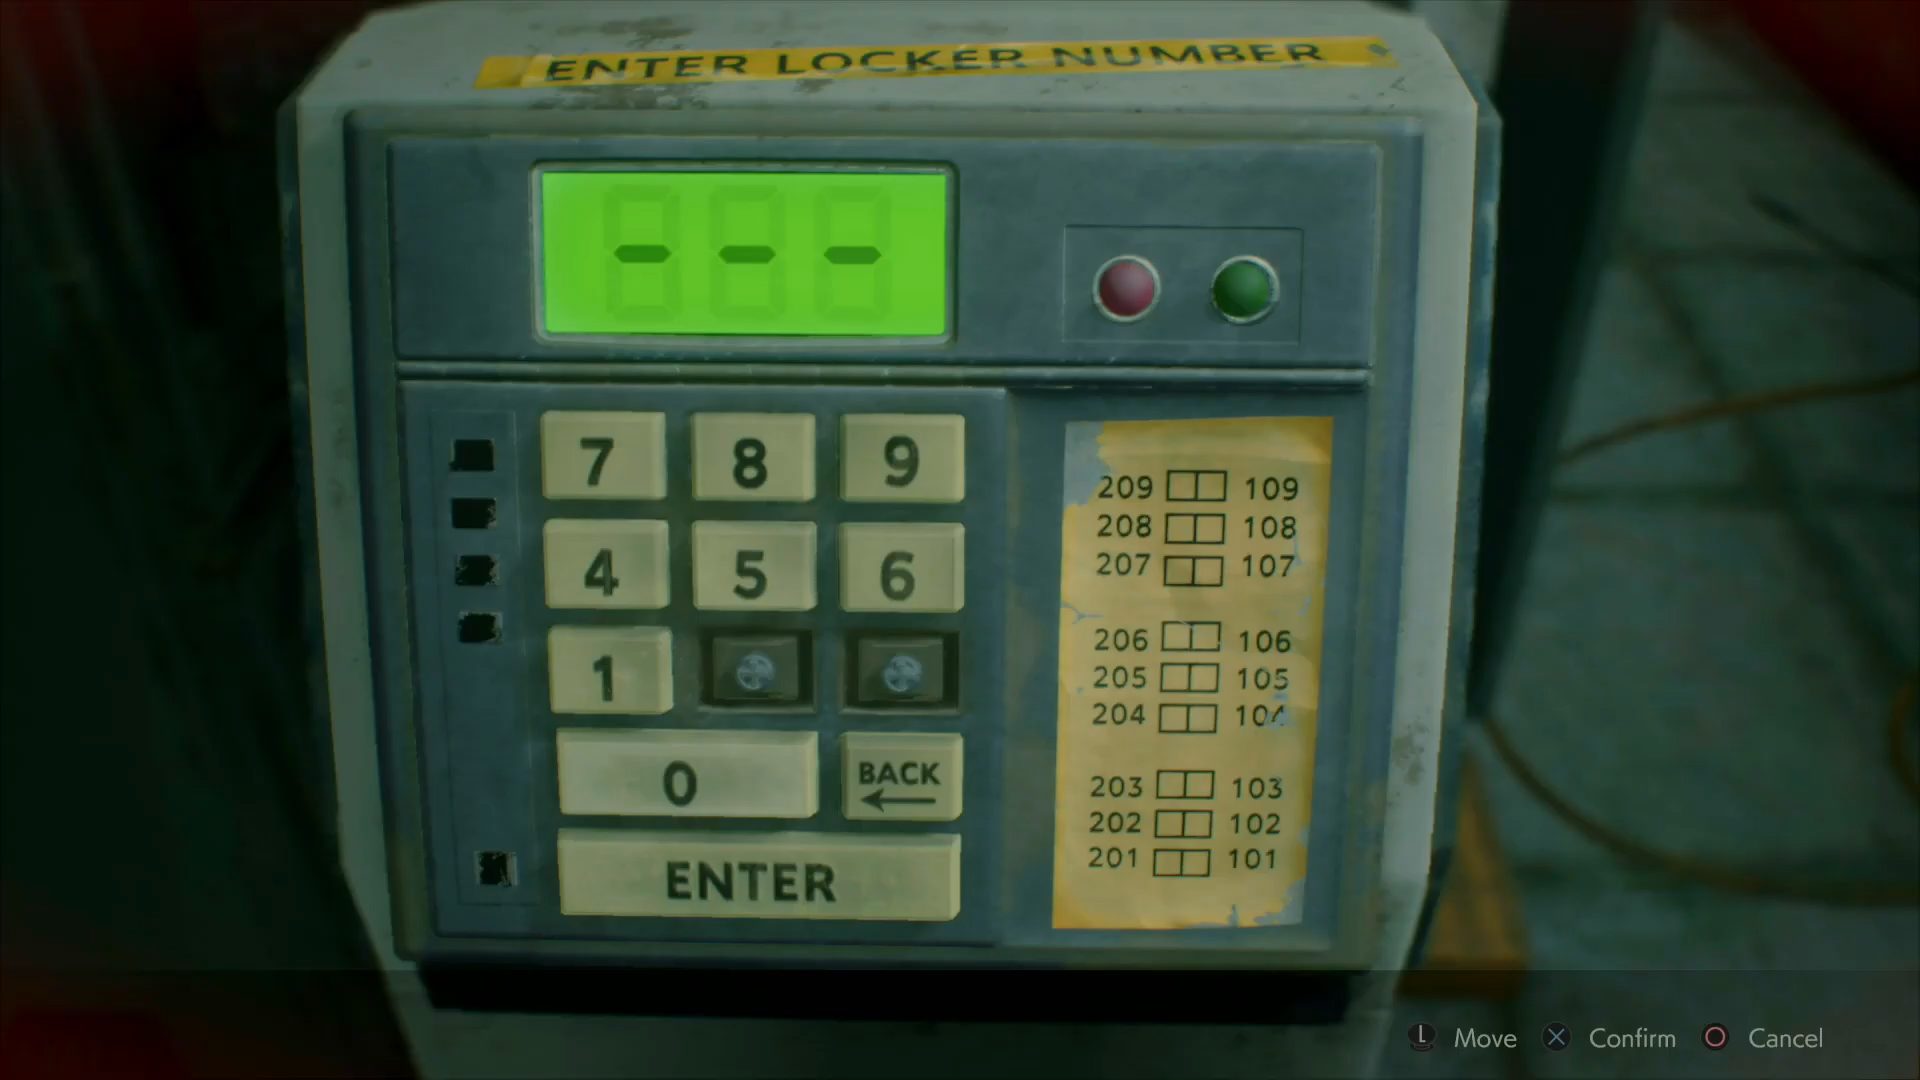 ENTER LOCKER NUMBER
- - -
7 8 9
4 5 6
1
0 BACK
ENTER
209 109
208 108
207 107
206 106
205 105
204 104
203 103
202 102
201 101
L Move Confirm Cancel